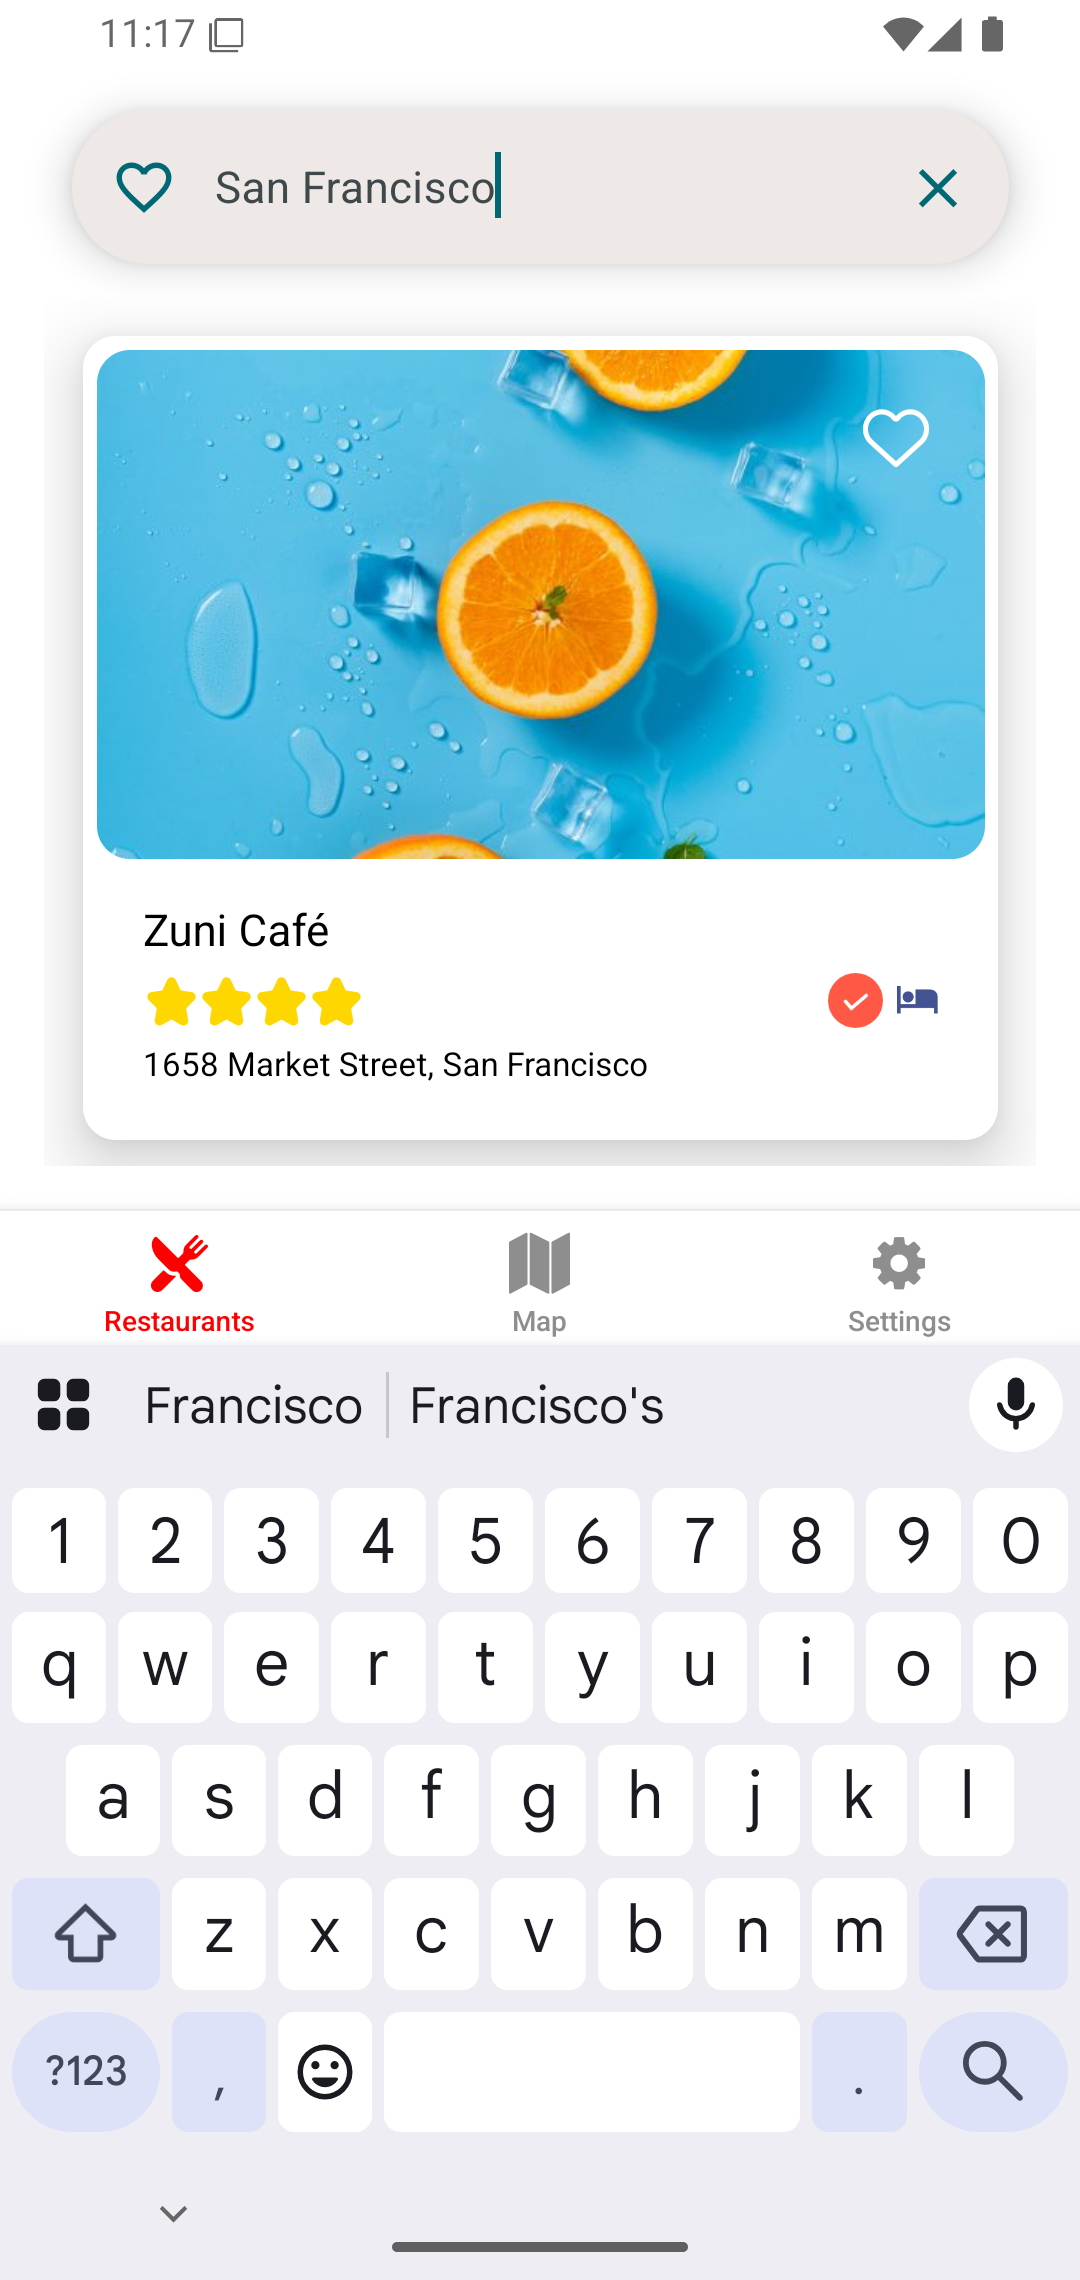 11:17
San Francisco
Zuni Café
1658 Market Street, San Francisco
Restaurants
Map
Settings
Francisco
Francisco's
1 2 3 4 5 6 7 8 9 0
q w e r t y u i o p
a s d f g h j k l
z x c v b n m
?123 , .